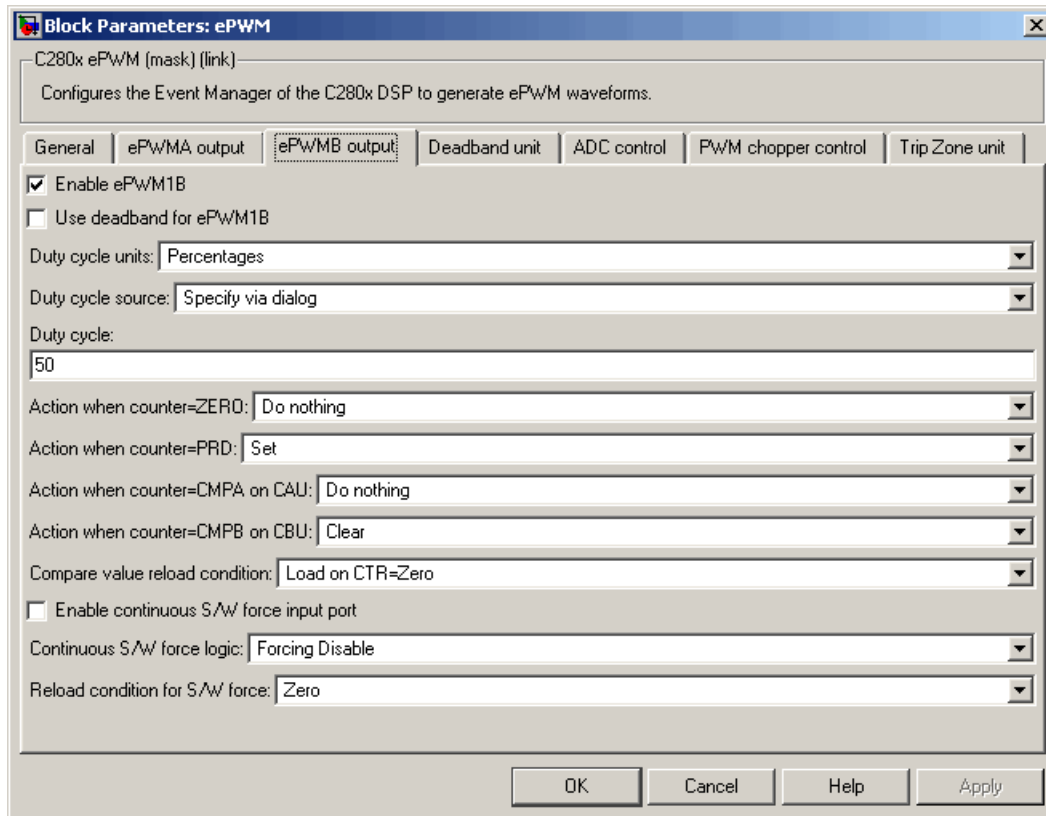 Block Parameters: ePWM
C280x ePWM (mask) (link)
Configures the Event Manager of the C280x DSP to generate ePWM waveforms.
General ePWMA output ePWMB output Deadband unit ADC control PWM chopper control Trip Zone unit
Enable ePWM1B
Use deadband for ePWM1B
Duty cycle units: Percentages
Duty cycle source: Specify via dialog
Duty cycle:
50
Action when counter=ZERO: Do nothing
Action when counter=PRD: Set
Action when counter=CMPA on CAU: Do nothing
Action when counter=CMPB on CBU: Clear
Compare value reload condition: Load on CTR=Zero
Enable continuous S/W force input port
Continuous S/W force logic: Forcing Disable
Reload condition for S/W force: Zero
OK Cancel Help Apply